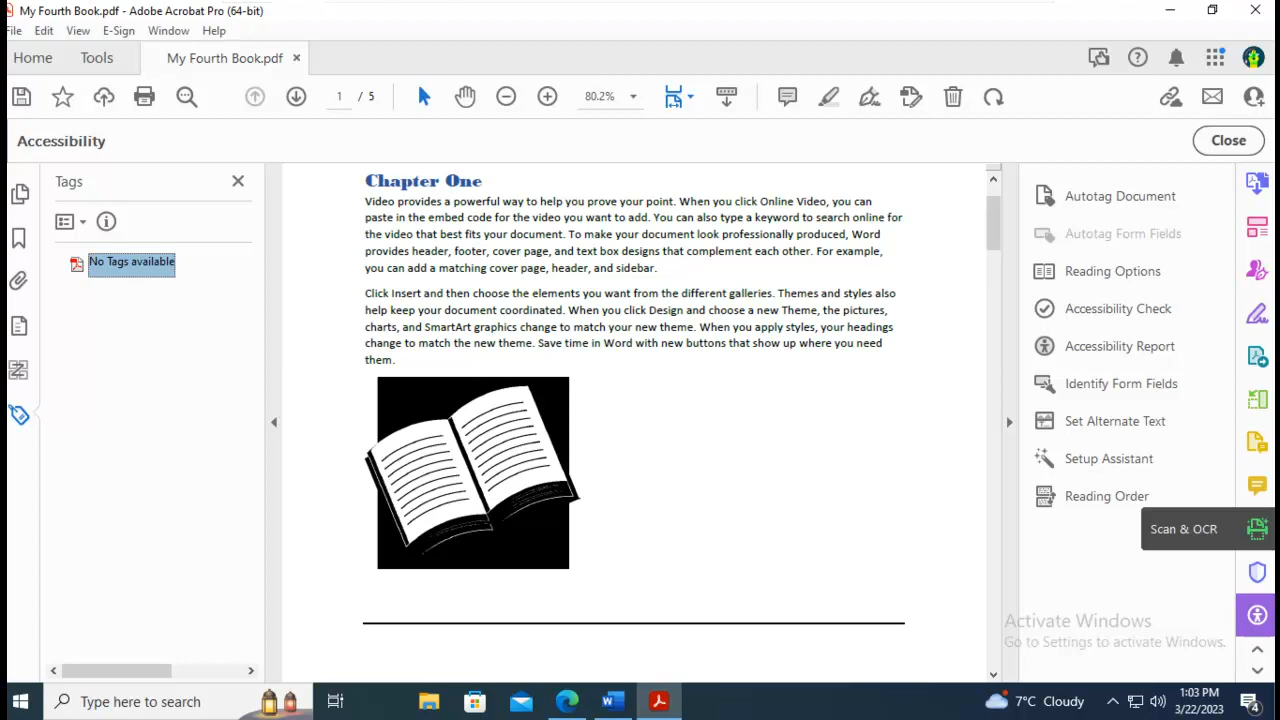 My Fourth Book.pdf - Adobe Acrobat Pro (64-bit)
File Edit View E-Sign Window Help
Home Tools My Fourth Book.pdf ×
1 / 5 80.2%
Accessibility Close
Tags
No Tags available
Chapter One
Video provides a powerful way to help you prove your point. When you click Online Video, you can
paste in the embed code for the video you want to add. You can also type a keyword to search online for
the video that best fits your document. To make your document look professionally produced, Word
provides header, footer, cover page, and text box designs that complement each other. For example,
you can add a matching cover page, header, and sidebar.
Click Insert and then choose the elements you want from the different galleries. Themes and styles also
help keep your document coordinated. When you click Design and choose a new Theme, the pictures,
charts, and SmartArt graphics change to match your new theme. When you apply styles, your headings
change to match the new theme. Save time in Word with new buttons that show up where you need
them.
Autotag Document
Autotag Form Fields
Reading Options
Accessibility Check
Accessibility Report
Identify Form Fields
Set Alternate Text
Setup Assistant
Reading Order
Scan & OCR
Activate Windows
Go to Settings to activate Windows.
Type here to search
7°C Cloudy
1:03 PM
3/22/2023
4